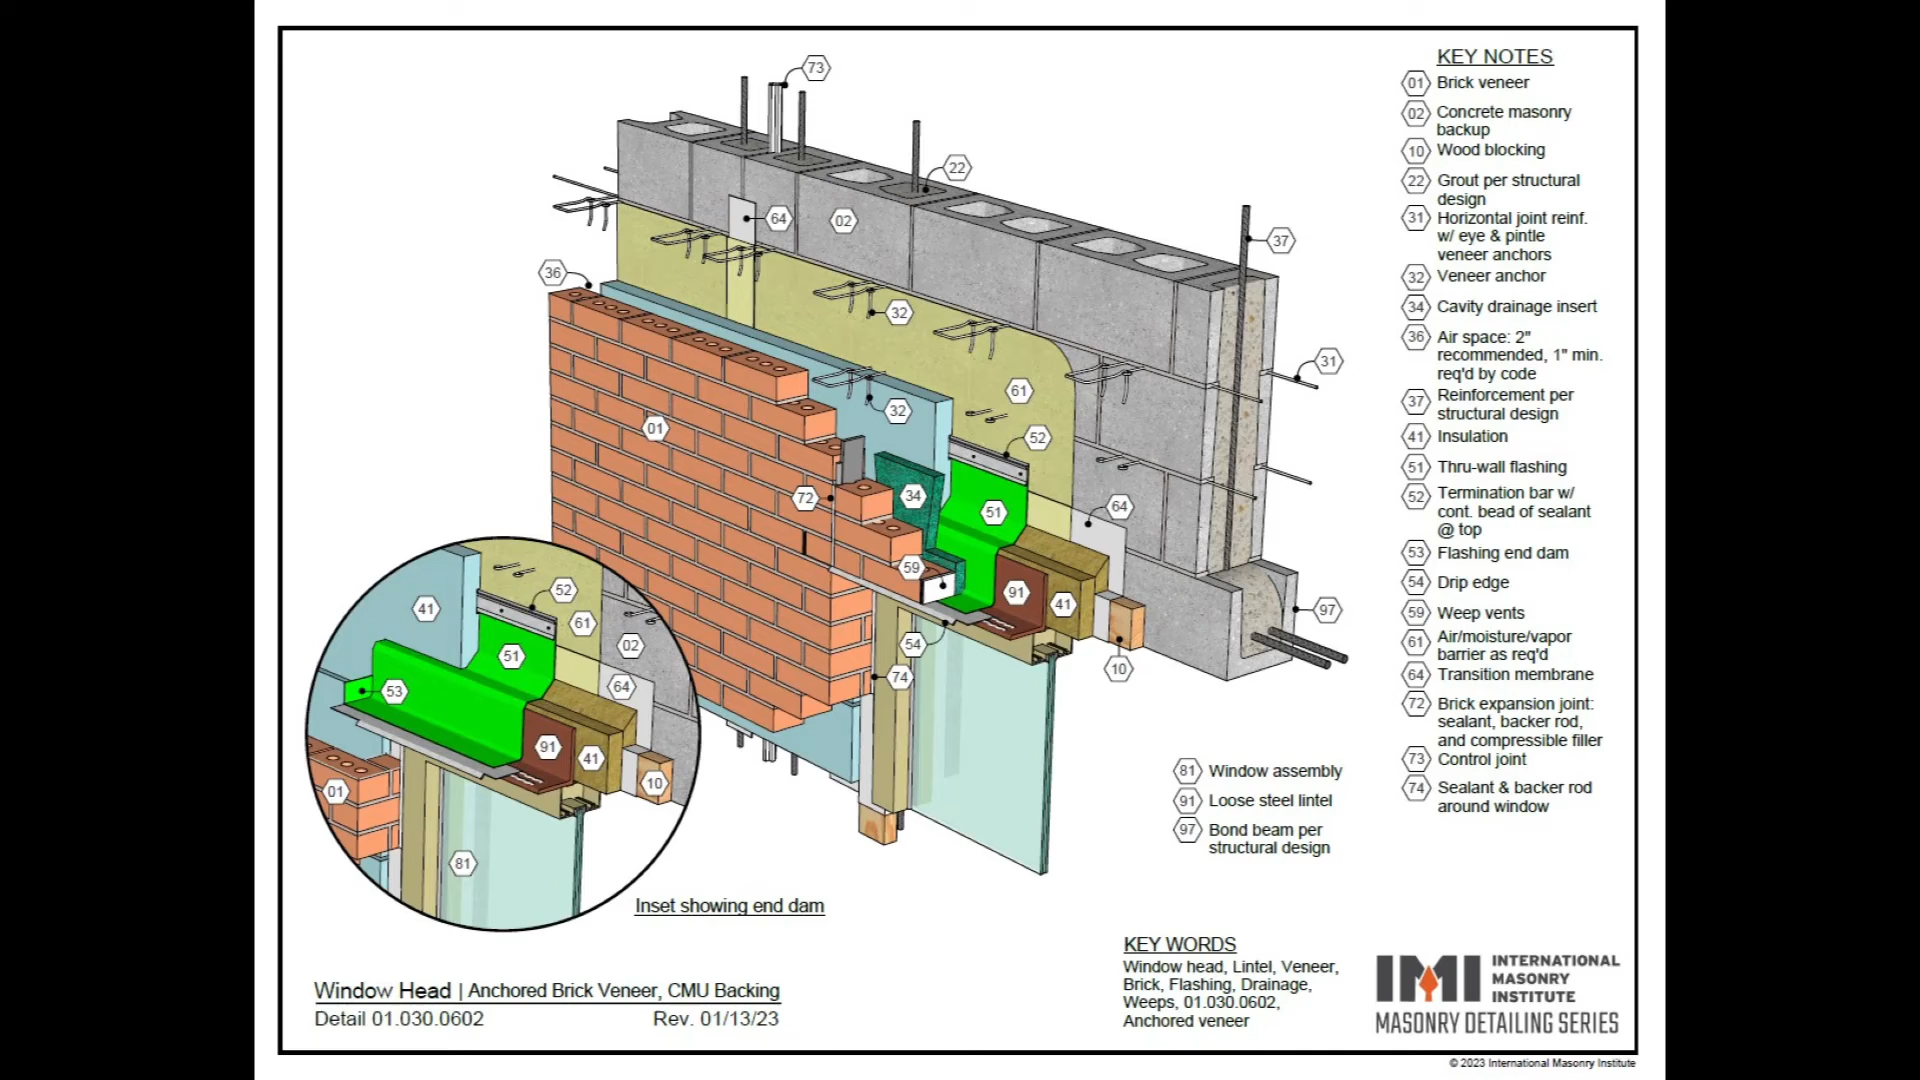 KEY NOTES
01 Brick veneer
02 Concrete masonry
backup
10 Wood blocking
22 Grout per structural
design
31 Horizontal joint reinf.
w/ eye & pintle
veneer anchors
32 Veneer anchor
34 Cavity drainage insert
36 Air space: 2"
recommended, 1" min.
req'd by code
37 Reinforcement per
structural design
41 Insulation
51 Thru-wall flashing
52 Termination bar w/
cont. bead of sealant
@ top
53 Flashing end dam
54 Drip edge
59 Weep vents
61 Air/moisture/vapor
barrier as req'd
64 Transition membrane
72 Brick expansion joint:
sealant, backer rod,
and compressible filler
73 Control joint
74 Sealant & backer rod
around window
81 Window assembly
91 Loose steel lintel
97 Bond beam per
structural design
73
22
64
02
37
36
32
31
61
32
01
52
72
34
51
64
59
91
41
97
54
10
74
52
41
61
02
51
64
53
91
41
10
01
81
Inset showing end dam
Window Head | Anchored Brick Veneer, CMU Backing
Detail 01.030.0602 Rev. 01/13/23
KEY WORDS
Window head, Lintel, Veneer,
Brick, Flashing, Drainage,
Weeps, 01.030.0602,
Anchored veneer
IMI INTERNATIONAL
MASONRY
INSTITUTE
MASONRY DETAILING SERIES
© 2023 International Masonry Institute